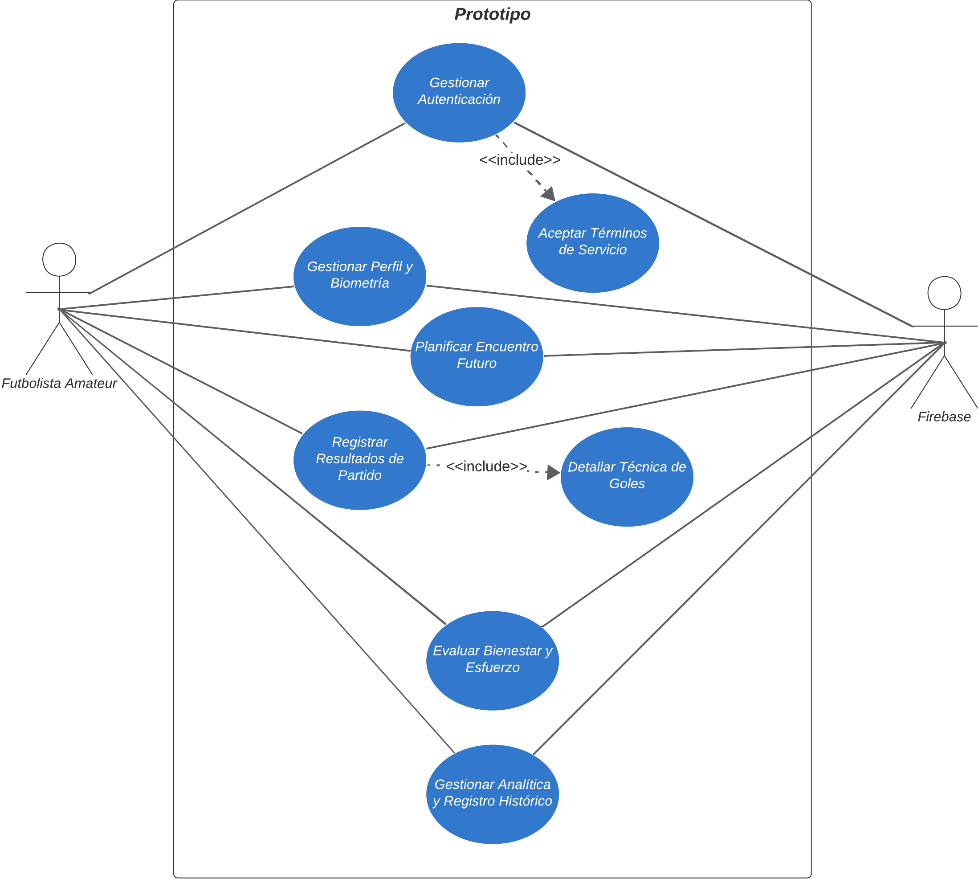 Prototipo
Gestionar
Autenticación
<<include>>
Aceptar Términos
de Servicio
Gestionar Perfil y
Biometría
Planificar Encuentro
Futuro
Futbolista Amateur
Firebase
Registrar
Resultados de
Partido
<<include>>
Detallar Técnica de
Goles
Evaluar Bienestar y
Esfuerzo
Gestionar Analítica
y Registro Histórico